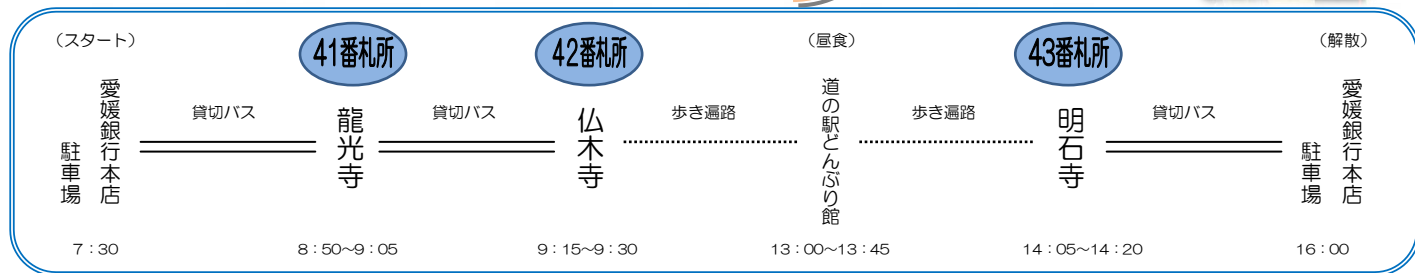 （スタート）
愛媛銀行本店
駐車場
7：30
貸切バス
41番札所
龍光寺
8：50～9：05
貸切バス
42番札所
仏木寺
9：15～9：30
歩き遍路
（昼食）
道の駅どんぶり館
13：00～13：45
歩き遍路
43番札所
明石寺
14：05～14：20
貸切バス
（解散）
愛媛銀行本店
駐車場
16：00